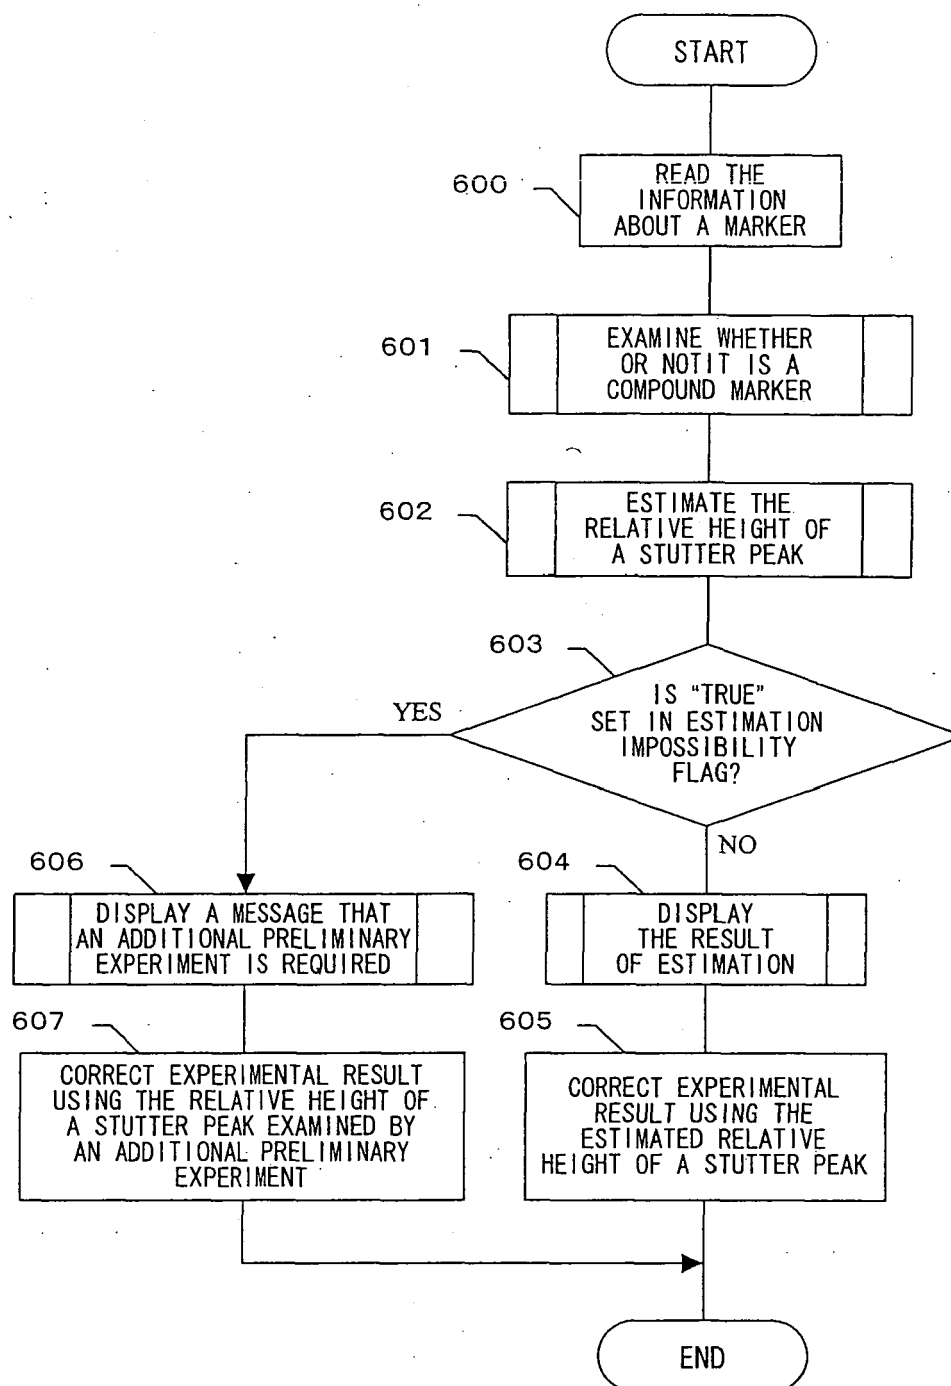 START
600
READ THE
INFORMATION
ABOUT A MARKER
601
EXAMINE WHETHER
OR NOTIT IS A
COMPOUND MARKER
602
ESTIMATE THE
RELATIVE HEIGHT OF
A STUTTER PEAK
603
IS "TRUE"
SET IN ESTIMATION
IMPOSSIBILITY
FLAG?
YES
NO
606
DISPLAY A MESSAGE THAT
AN ADDITIONAL PRELIMINARY
EXPERIMENT IS REQUIRED
604
DISPLAY
THE RESULT
OF ESTIMATION
607
CORRECT EXPERIMENTAL RESULT
USING THE RELATIVE HEIGHT OF
A STUTTER PEAK EXAMINED BY
AN ADDITIONAL PRELIMINARY
EXPERIMENT
605
CORRECT EXPERIMENTAL
RESULT USING THE
ESTIMATED RELATIVE
HEIGHT OF A STUTTER PEAK
END